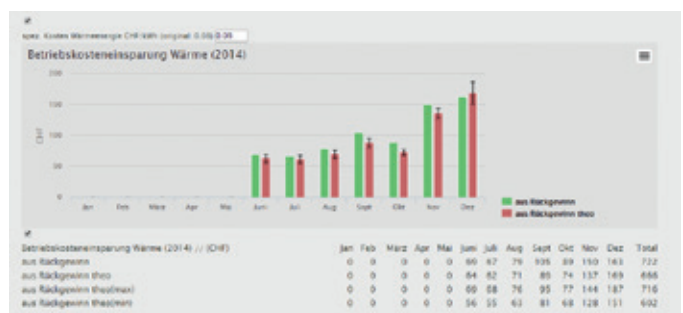 spez. Kosten Wärmeenergie CHF/kWh (original 0.09) 0.09
Betriebskosteneinsparung Wärme (2014)
200
150
100
50
0
CHF
Jan Feb März Apr Mai Juni Juli Aug Sept Okt Nov Dez
aus Rückgewinn
aus Rückgewinn theo
Betriebskosteneinsparung Wärme (2014) // (CHF) Jan Feb März Apr Mai Juni Juli Aug Sept Okt Nov Dez Total
aus Rückgewinn 0 0 0 0 0 69 67 79 105 89 150 163 722
aus Rückgewinn theo 0 0 0 0 0 64 62 71 89 74 137 169 666
aus Rückgewinn theo(max) 0 0 0 0 0 69 68 76 95 77 144 187 716
aus Rückgewinn theo(min) 0 0 0 0 0 56 55 63 81 68 128 151 602